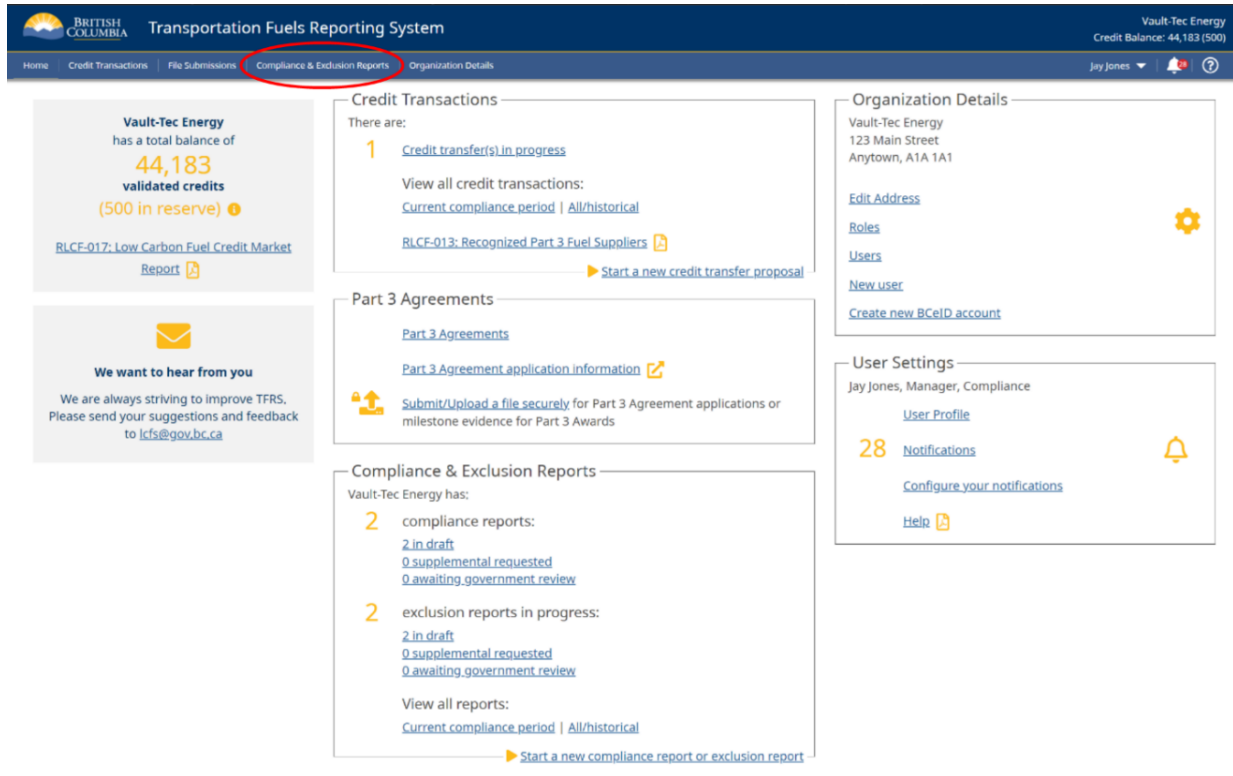 BRITISH
COLUMBIA
Transportation Fuels Reporting System
Vault-Tec Energy
Credit Balance: 44,183 (500)
Home
Credit Transactions
File Submissions
Compliance & Exclusion Reports
Organization Details
Jay Jones
28
?
Vault-Tec Energy
has a total balance of
44,183
validated credits
(500 in reserve)
RLCF-017: Low Carbon Fuel Credit Market
Report
We want to hear from you
We are always striving to improve TFRS.
Please send your suggestions and feedback
to lcfs@gov.bc.ca
Credit Transactions
There are:
1 Credit transfer(s) in progress
View all credit transactions:
Current compliance period | All/historical
RLCF-013: Recognized Part 3 Fuel Suppliers
Start a new credit transfer proposal
Part 3 Agreements
Part 3 Agreements
Part 3 Agreement application information
Submit/Upload a file securely for Part 3 Agreement applications or
milestone evidence for Part 3 Awards
Compliance & Exclusion Reports
Vault-Tec Energy has:
2 compliance reports:
2 in draft
0 supplemental requested
0 awaiting government review
2 exclusion reports in progress:
2 in draft
0 supplemental requested
0 awaiting government review
View all reports:
Current compliance period | All/historical
Start a new compliance report or exclusion report
Organization Details
Vault-Tec Energy
123 Main Street
Anytown, A1A 1A1
Edit Address
Roles
Users
New user
Create new BCeID account
User Settings
Jay Jones, Manager, Compliance
User Profile
28 Notifications
Configure your notifications
Help